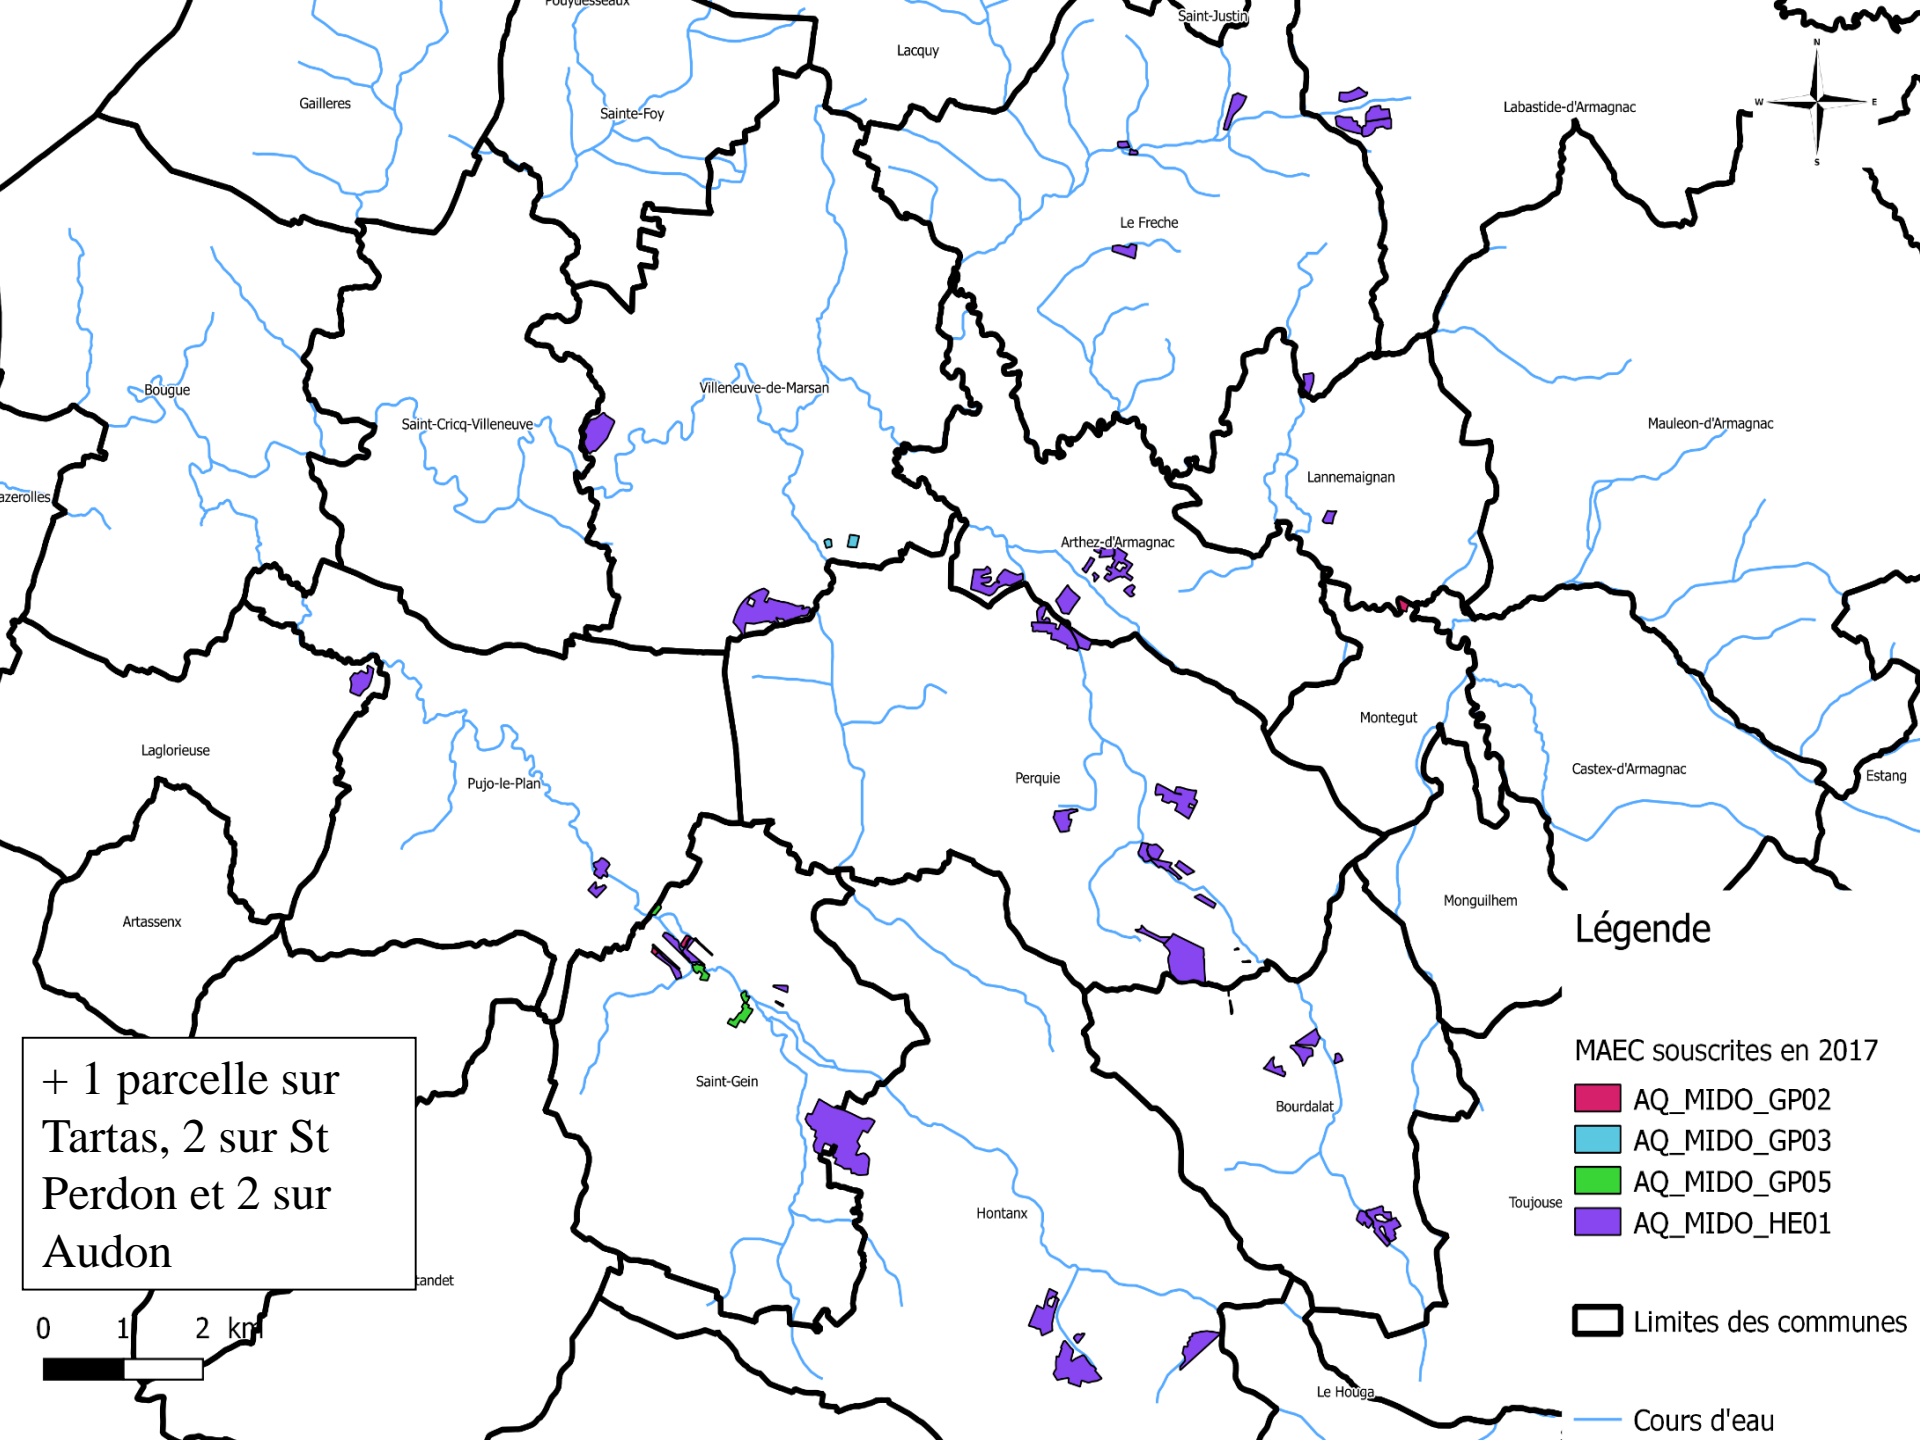 Pouydesseaux
Saint-Justin
Lacquy
N
Gailleres
Sainte-Foy
Labastide-d'Armagnac
W
E
S
Le Freche
Bougue
Villeneuve-de-Marsan
Saint-Cricq-Villeneuve
Mauleon-d'Armagnac
Lannemaignan
azerolles
Arthez-d'Armagnac
Montegut
Laglorieuse
Pujo-le-Plan
Perquie
Castex-d'Armagnac
Estang
Artassenx
Monguilhem
Saint-Gein
Bourdalat
Hontanx
Toujouse
tandet
Le Houga
+ 1 parcelle sur
Tartas, 2 sur St
Perdon et 2 sur
Audon
0 1 2 km
Légende
MAEC souscrites en 2017
AQ_MIDO_GP02
AQ_MIDO_GP03
AQ_MIDO_GP05
AQ_MIDO_HE01
Limites des communes
Cours d'eau